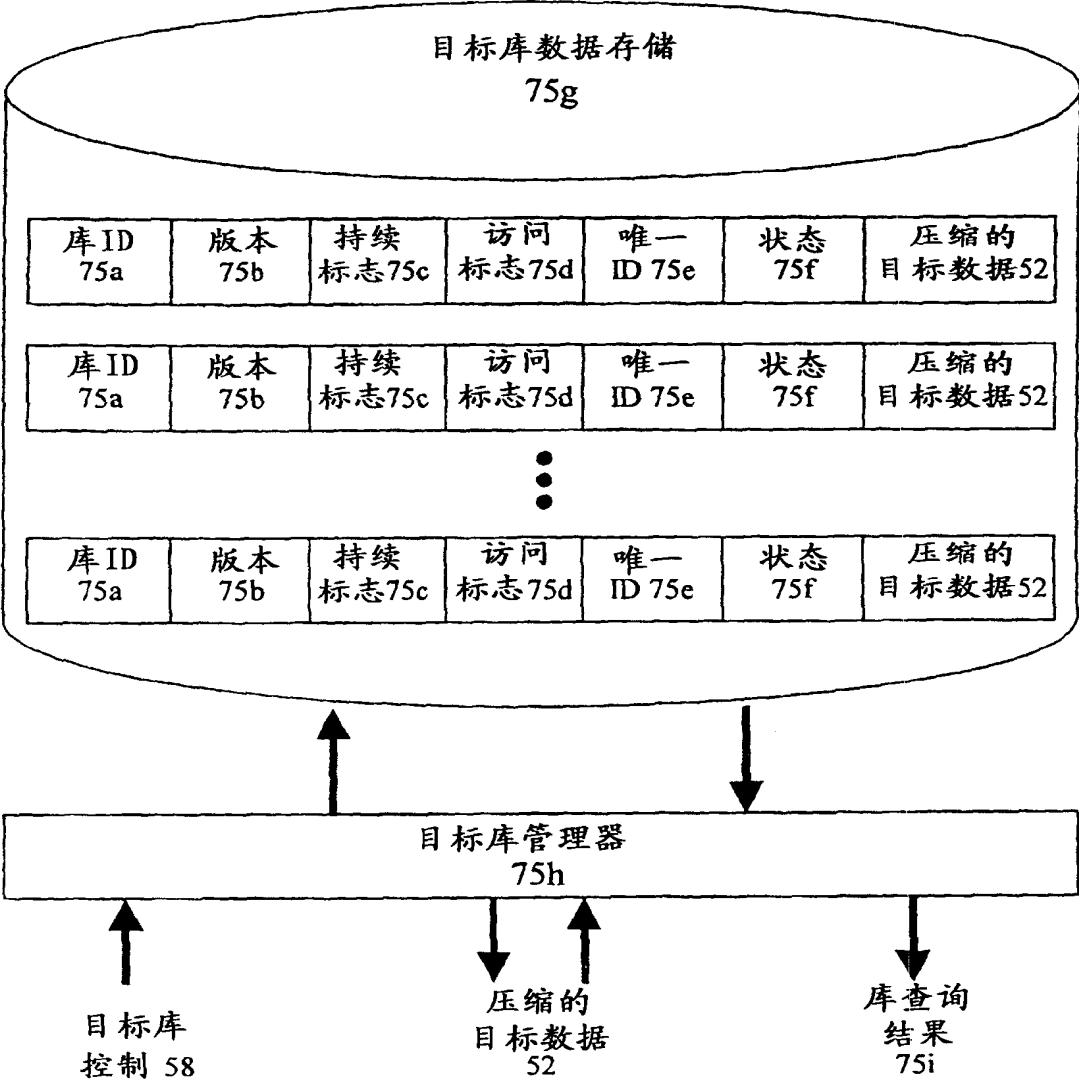 目标库数据存储
75g
库ID 版本 持续 访问 唯一 状态 压缩的
75a 75b 标志75c 标志75d ID 75e 75f 目标数据52
库ID 版本 持续 访问 唯一 状态 压缩的
75a 75b 标志75c 标志75d ID 75e 75f 目标数据52
库ID 版本 持续 访问 唯一 状态 压缩的
75a 75b 标志75c 标志75d ID 75e 75f 目标数据52
目标库管理器
75h
目标库
控制 58
压缩的
目标数据
52
库查询
结果
75i